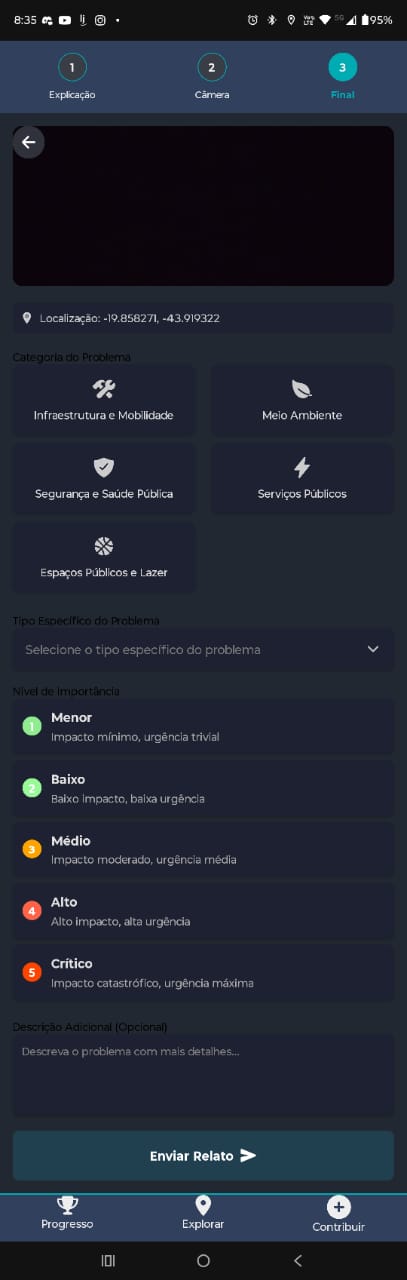 8:35
Vo)) LTE
5G
95%
1
2
3
Explicação
Câmera
Final
Localização: -19.858271, -43.919322
Categoria do Problema
Infraestrutura e Mobilidade
Meio Ambiente
Segurança e Saúde Pública
Serviços Públicos
Espaços Públicos e Lazer
Tipo Específico do Problema
Selecione o tipo específico do problema
Nível de Importância
1
Menor
Impacto mínimo, urgência trivial
2
Baixo
Baixo impacto, baixa urgência
3
Médio
Impacto moderado, urgência média
4
Alto
Alto impacto, alta urgência
5
Crítico
Impacto catastrófico, urgência máxima
Descrição Adicional (Opcional)
Descreva o problema com mais detalhes...
Enviar Relato
Progresso
Explorar
Contribuir